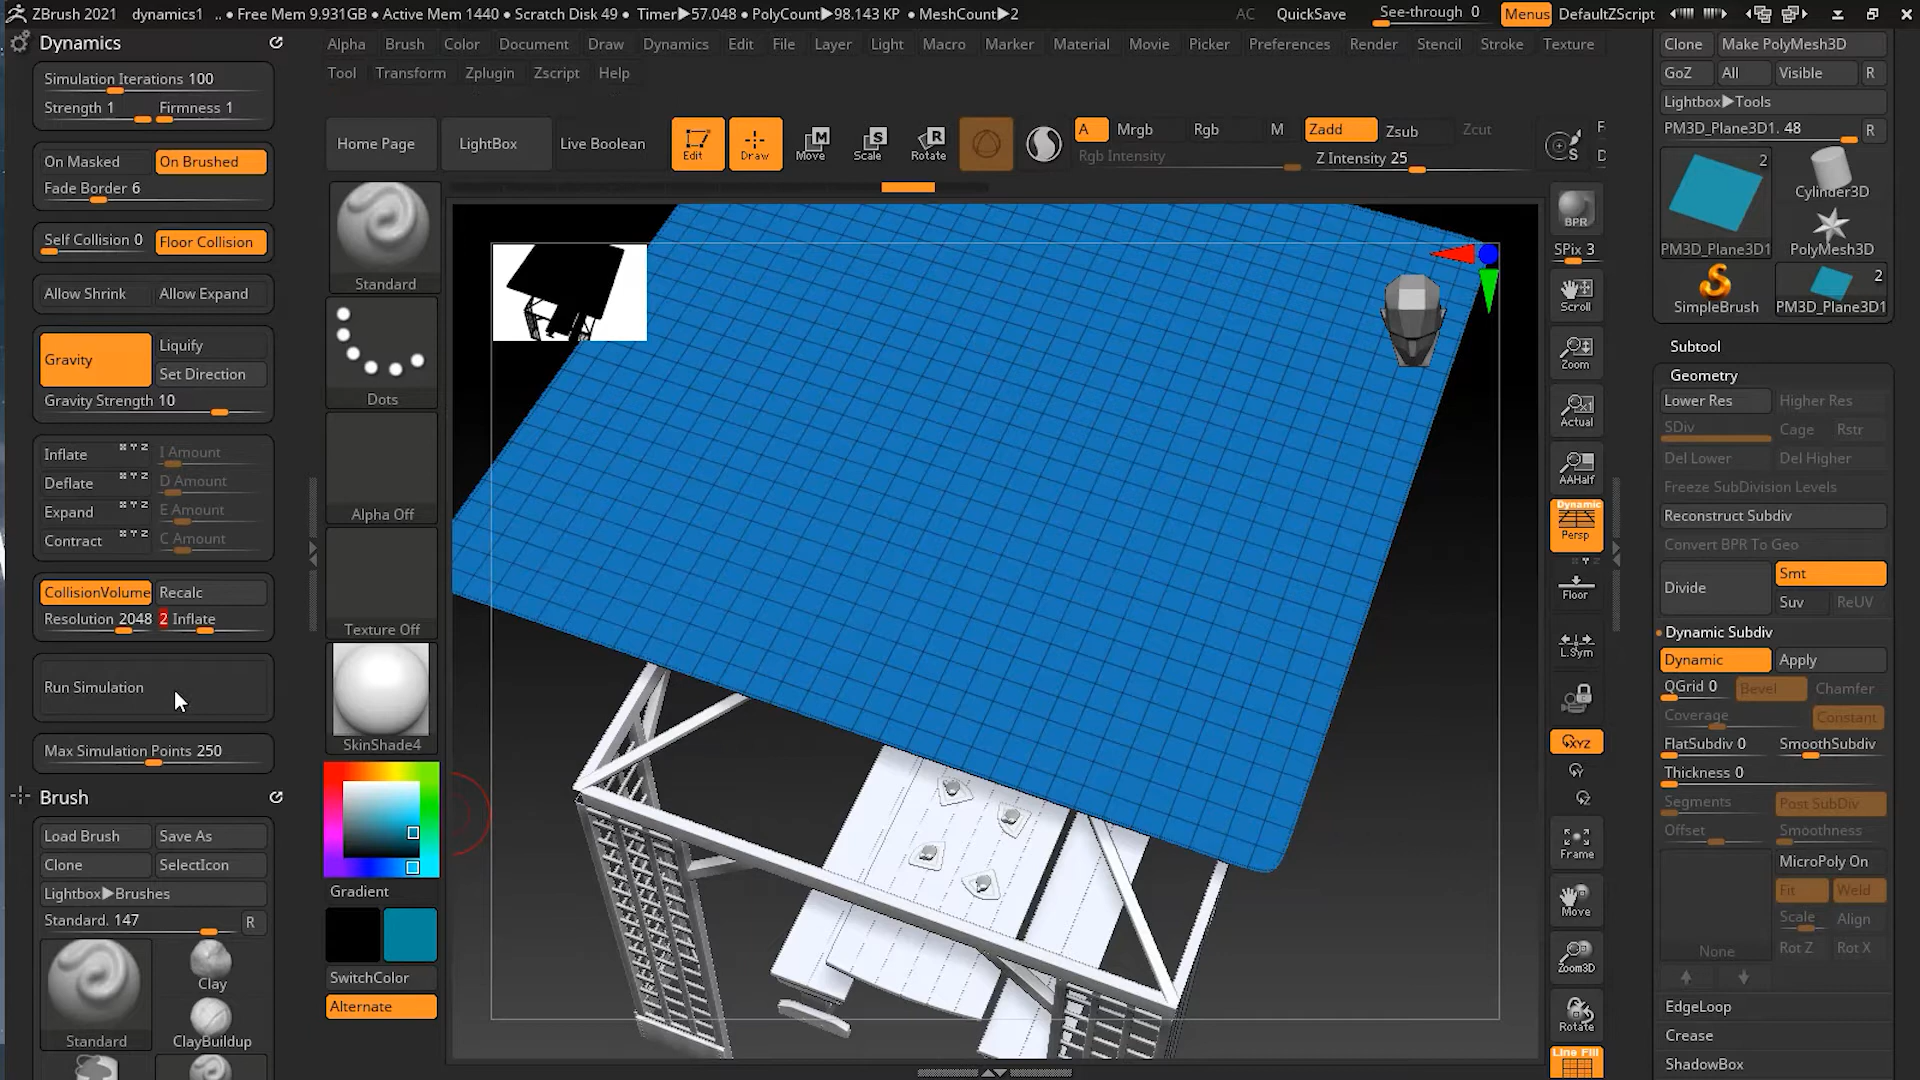 ZBrush 2021 dynamics1 .. • Free Mem 9.931GB • Active Mem 1440 • Scratch Disk 49 • Timer▶57.048 • PolyCount▶98.143 KP • MeshCount▶2 AC QuickSave See-through 0 Menus DefaultZScript
Dynamics
Alpha Brush Color Document Draw Dynamics Edit File Layer Light Macro Marker Material Movie Picker Preferences Render Stencil Stroke Texture
Tool Transform Zplugin Zscript Help
Simulation Iterations 100
Strength 1 Firmness 1
On Masked On Brushed
Fade Border 6
Self Collision 0 Floor Collision
Allow Shrink Allow Expand
Gravity Liquify
Set Direction
Gravity Strength 10
Inflate X Y Z I Amount
Deflate X Y Z D Amount
Expand X Y Z E Amount
Contract X Y Z C Amount
CollisionVolume Recalc
Resolution 2048 2 Inflate
Run Simulation
Max Simulation Points 250
Brush
Load Brush Save As
Clone SelectIcon
Lightbox▶Brushes
Standard. 147 R
Clay
Standard ClayBuildup
Home Page LightBox Live Boolean Edit Draw Move Scale Rotate
A Mrgb Rgb M Zadd Zsub Zcut
Rgb Intensity Z Intensity 25
S F D
Standard
Dots
Alpha Off
Texture Off
SkinShade4
Gradient
SwitchColor
Alternate
BPR
SPix 3
Scroll
Zoom
Actual
AAHalf
Dynamic
Persp
Floor
L.Sym
XYZ
Y
Z
Frame
Move
Zoom3D
Rotate
Line Fill
Clone Make PolyMesh3D
GoZ All Visible R
Lightbox▶Tools
PM3D_Plane3D1. 48 R
2
Cylinder3D
PM3D_Plane3D1 PolyMesh3D
2
SimpleBrush PM3D_Plane3D1
Subtool
Geometry
Lower Res Higher Res
SDiv Cage Rstr
Del Lower Del Higher
Freeze SubDivision Levels
Reconstruct Subdiv
Convert BPR To Geo
Divide Smt
Suv ReUV
Dynamic Subdiv
Dynamic Apply
QGrid 0 Bevel Chamfer
Coverage Constant
FlatSubdiv 0 SmoothSubdiv
Thickness 0
Segments Post SubDiv
Offset Smoothness
MicroPoly On
Fit Weld
Scale Align
None Rot Z Rot X
EdgeLoop
Crease
ShadowBox